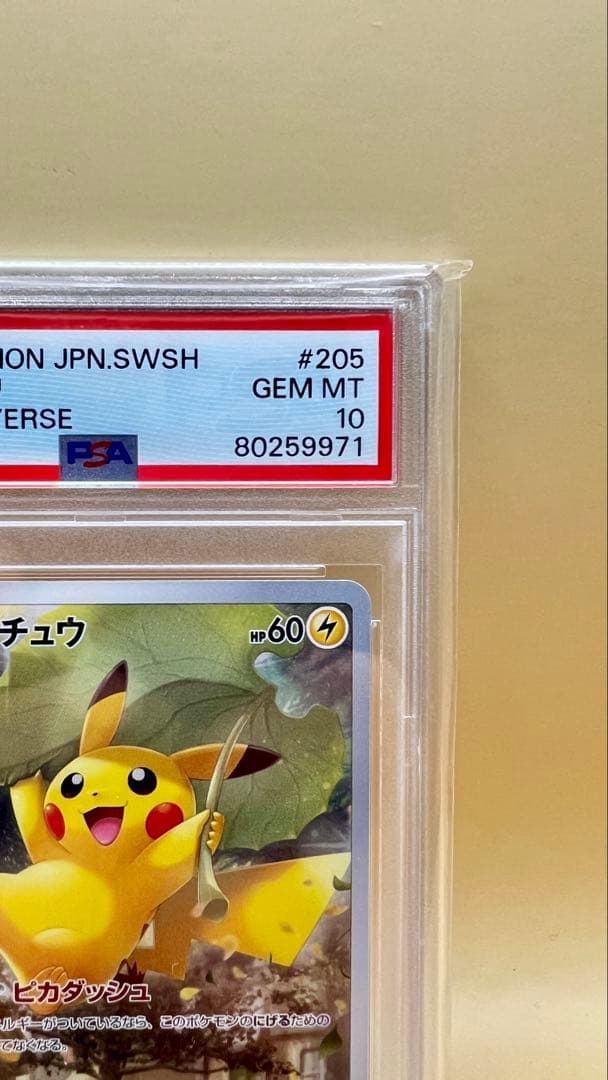 ION JPN.SWSH #205
GEM MT
ERSE 10
PSA 80259971
チュウ HP60
ピカダッシュ
ルギーがついているなら、このポケモンのにげるための
てなくなる。